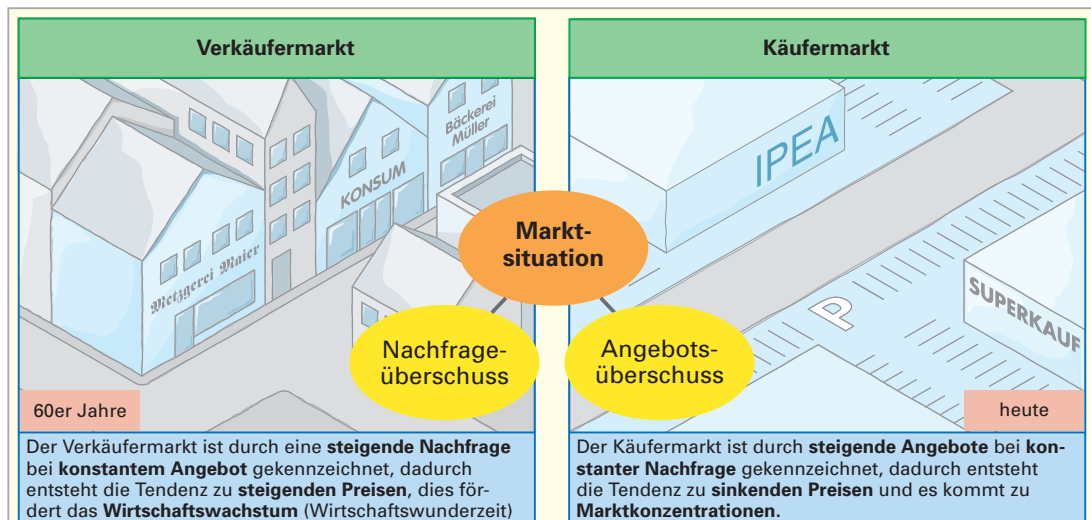 Verkäufermarkt
Metzgerei Maier
KONSUM
Bäckerei
Müller
60er Jahre
Der Verkäufermarkt ist durch eine steigende Nachfrage
bei konstantem Angebot gekennzeichnet, dadurch
entsteht die Tendenz zu steigenden Preisen, dies för-
dert das Wirtschaftswachstum (Wirtschaftswunderzeit)
Markt-
situation
Nachfrage-
überschuss
Angebots-
überschuss
Käufermarkt
IPEA
P
SUPERKAUF
heute
Der Käufermarkt ist durch steigende Angebote bei kon-
stanter Nachfrage gekennzeichnet, dadurch entsteht
die Tendenz zu sinkenden Preisen und es kommt zu
Marktkonzentrationen.